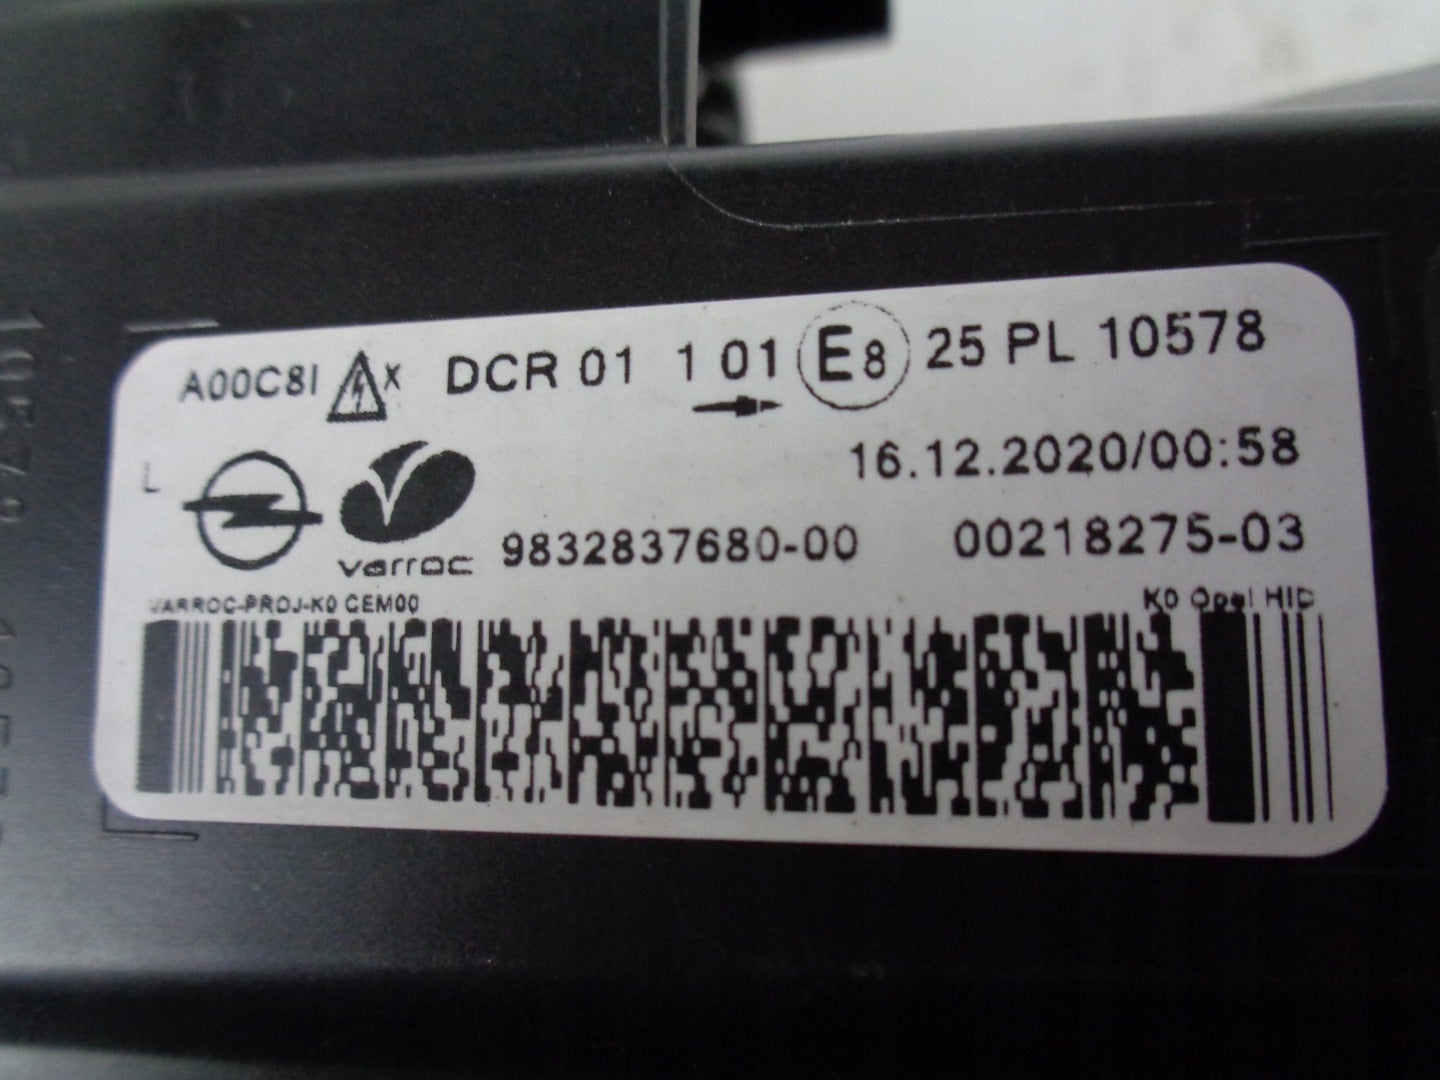 A00C8I X DCR 01 1 01 E8 25 PL 10578
16.12.2020/00:58
L
varroc 9832837680-00 00218275-03
VARROC-PROJ-K0 CEM00 K0 Opel HID